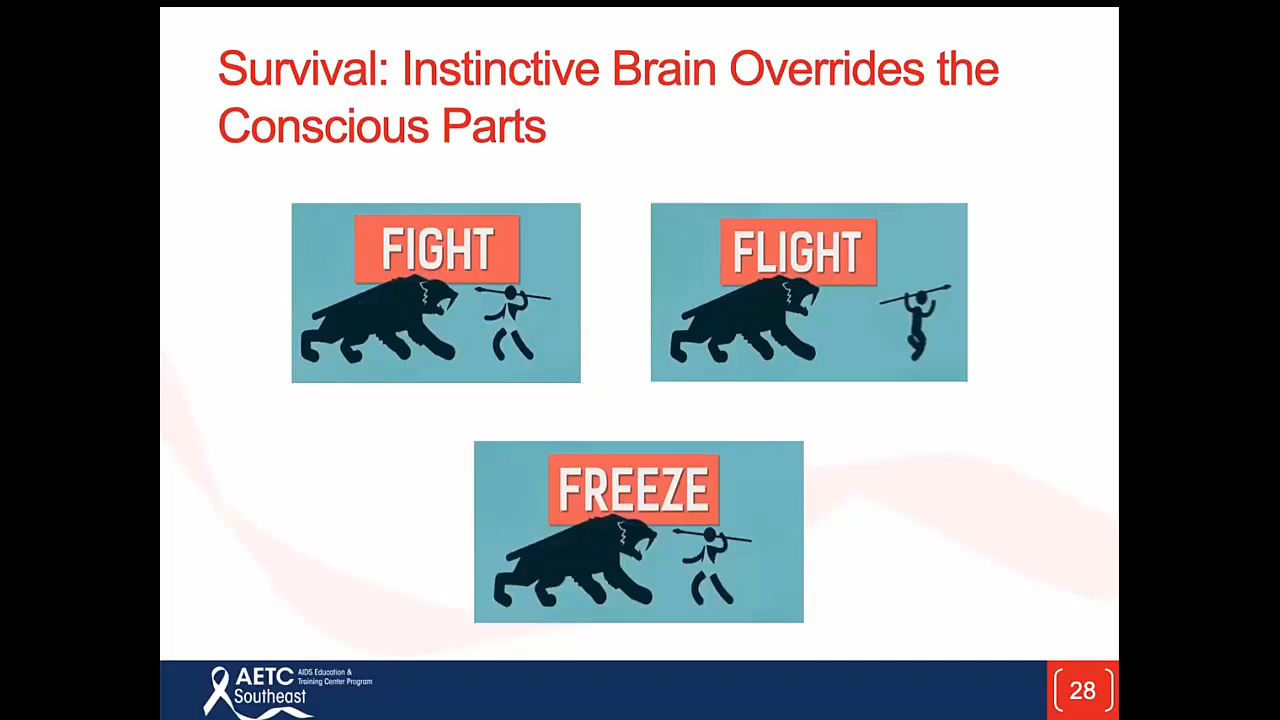 Survival: Instinctive Brain Overrides the
Conscious Parts
FIGHT
FLIGHT
FREEZE
AETC
Southeast
AIDS Education &
Training Center Program
28